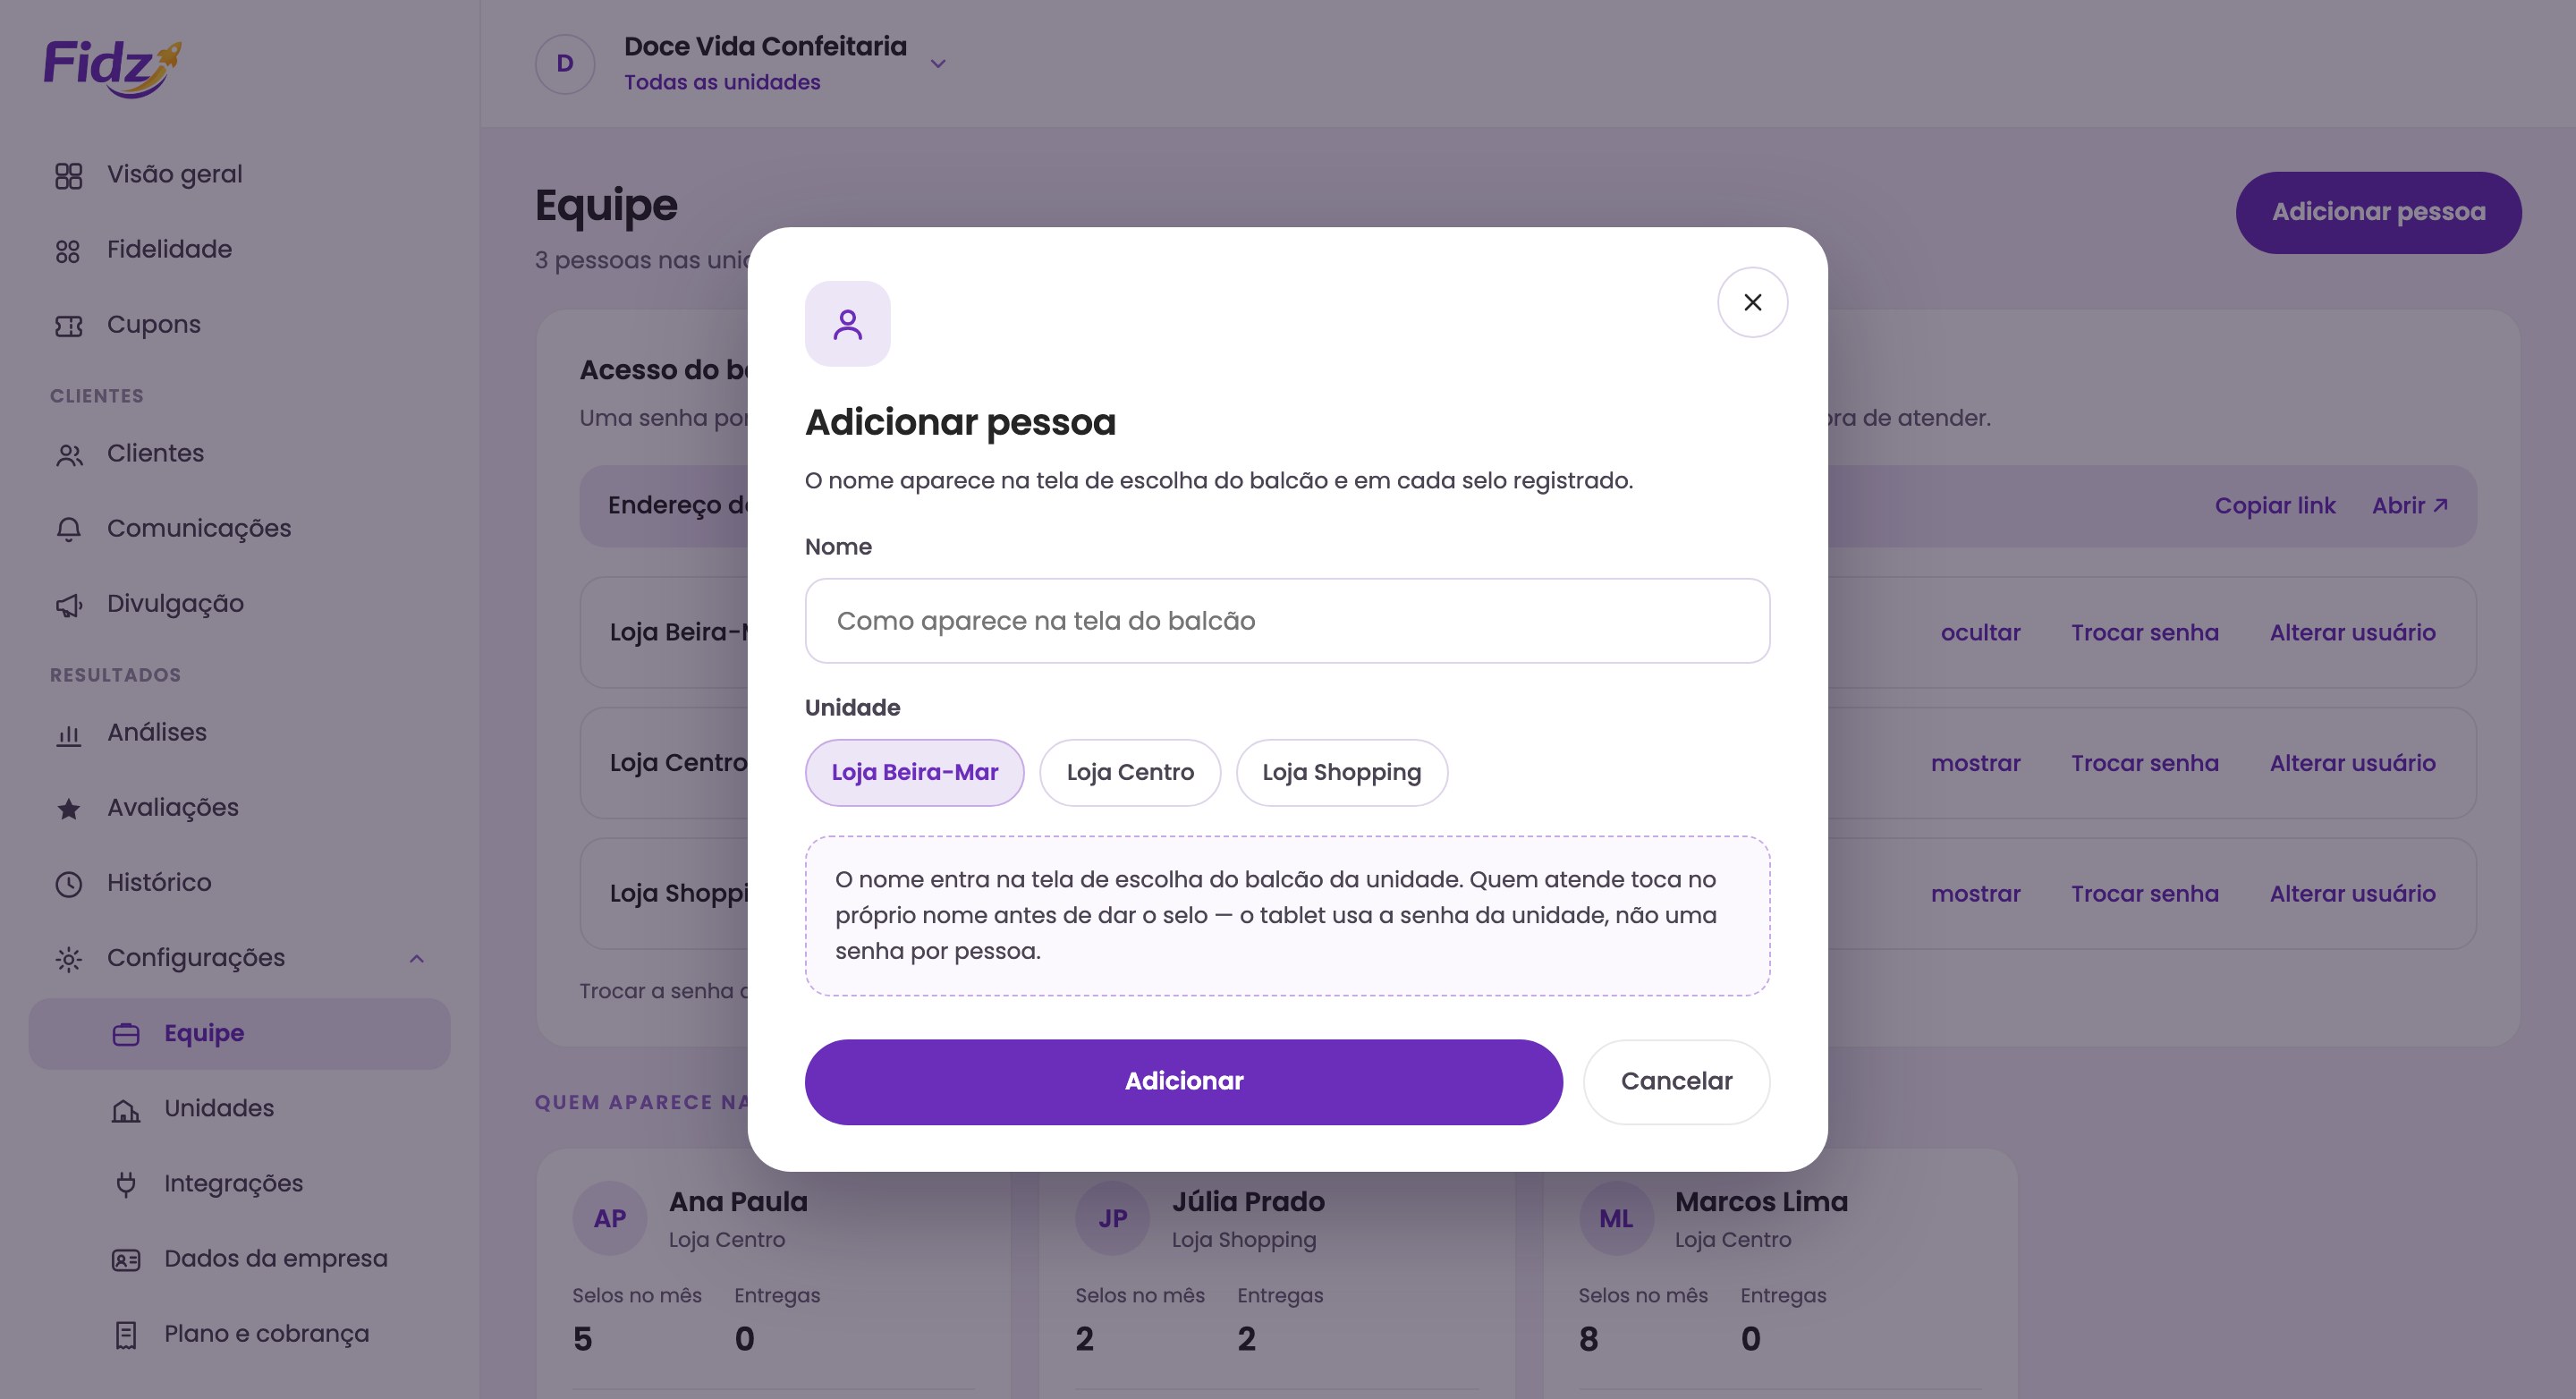 Fidz
Visão geral
Fidelidade
Cupons
CLIENTES
Clientes
Comunicações
Divulgação
RESULTADOS
Análises
Avaliações
Histórico
Configurações
Equipe
Unidades
Integrações
Dados da empresa
Plano e cobrança
D
Doce Vida Confeitaria
Todas as unidades
Equipe
3 pessoas nas
Adicionar pessoa
Acesso do
Uma senha
de atender.
Endereço
Copiar link
Abrir
Loja
ocultar
Trocar senha
Alterar usuário
Loja Centro
mostrar
Trocar senha
Alterar usuário
Loja
mostrar
Trocar senha
Alterar usuário
Trocar a senha
Adicionar pessoa
O nome aparece na tela de escolha do balcão e em cada selo registrado.
Nome
Como aparece na tela do balcão
Unidade
Loja Beira-Mar
Loja Centro
Loja Shopping
O nome entra na tela de escolha do balcão da unidade. Quem atende toca no
próprio nome antes de dar o selo — o tablet usa a senha da unidade, não uma
senha por pessoa.
Adicionar
Cancelar
QUEM APARECE
AP
Ana Paula
Loja Centro
Selos no mês
Entregas
5
0
JP
Júlia Prado
Loja Shopping
Selos no mês
Entregas
2
2
ML
Marcos Lima
Loja Centro
Selos no mês
Entregas
8
0